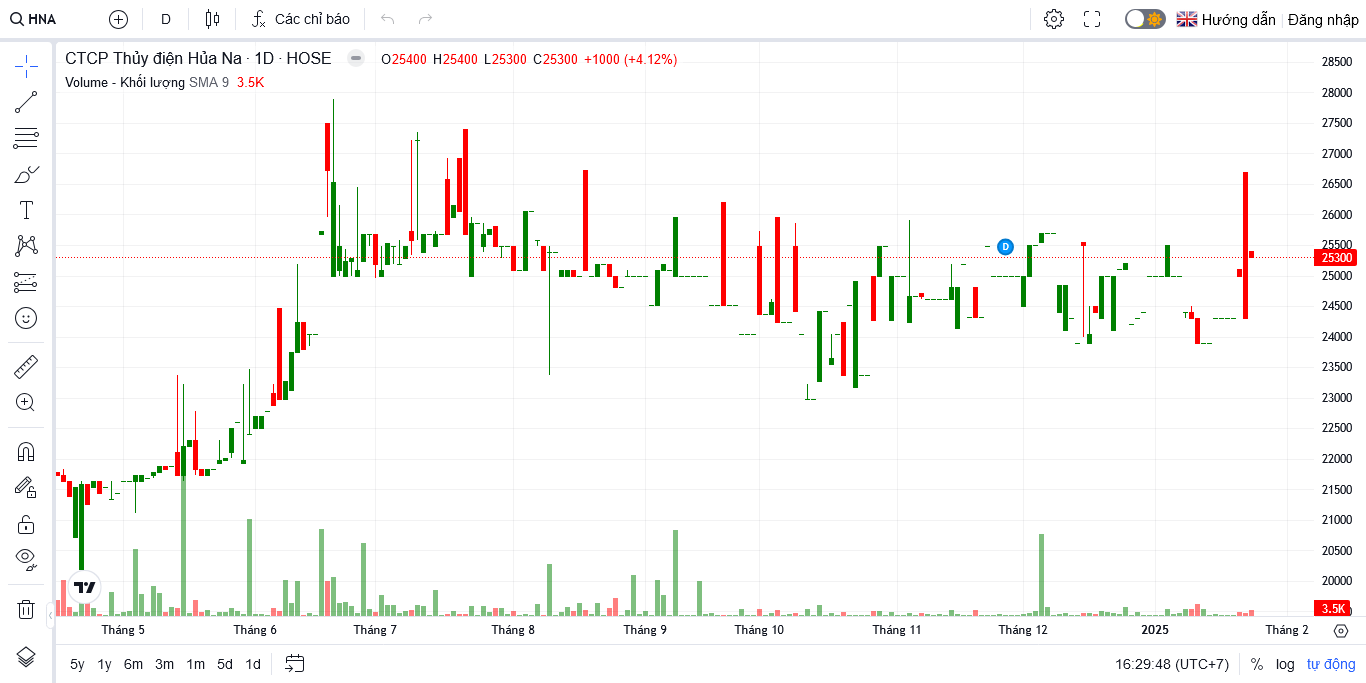 HNA D Các chỉ báo Hướng dẫn Đăng nhập
CTCP Thủy điện Hủa Na · 1D · HOSE O25400 H25400 L25300 C25300 +1000 (+4.12%)
Volume - Khối lượng SMA 9 3.5K
28500
28000
27500
27000
26500
26000
25500
D
25300
25000
24500
24000
23500
23000
22500
22000
21500
21000
20500
20000
3.5K
Tháng 5 Tháng 6 Tháng 7 Tháng 8 Tháng 9 Tháng 10 Tháng 11 Tháng 12 2025 Tháng 2
5y 1y 6m 3m 1m 5d 1d 16:29:48 (UTC+7) % log tự động